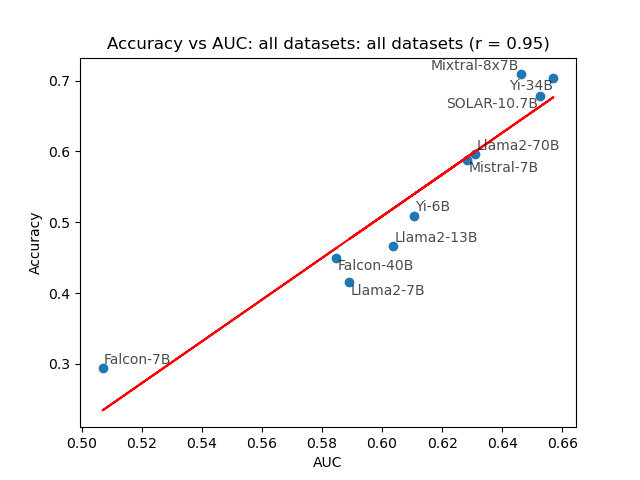 Accuracy vs AUC: all datasets: all datasets (r = 0.95)
Accuracy
0.7
0.6
0.5
0.4
0.3
Mixtral-8x7B
Yi-34B
SOLAR-10.7B
Llama2-70B
Mistral-7B
Yi-6B
Llama2-13B
Falcon-40B
Llama2-7B
Falcon-7B
0.50 0.52 0.54 0.56 0.58 0.60 0.62 0.64 0.66
AUC